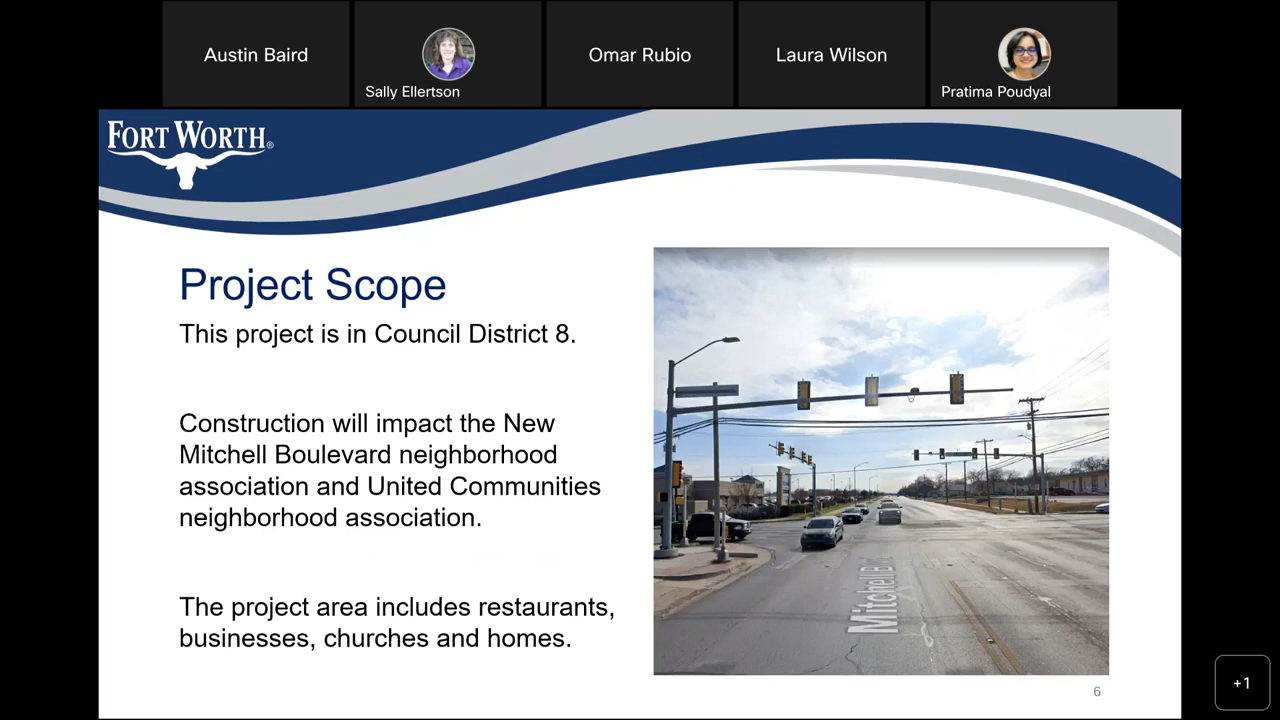 Austin Baird
Sally Ellertson
Omar Rubio
Laura Wilson
Pratima Poudyal
FORT WORTH®
Project Scope
This project is in Council District 8.
Construction will impact the New
Mitchell Boulevard neighborhood
association and United Communities
neighborhood association.
The project area includes restaurants,
businesses, churches and homes.
Mitchell Blvd
6
+1